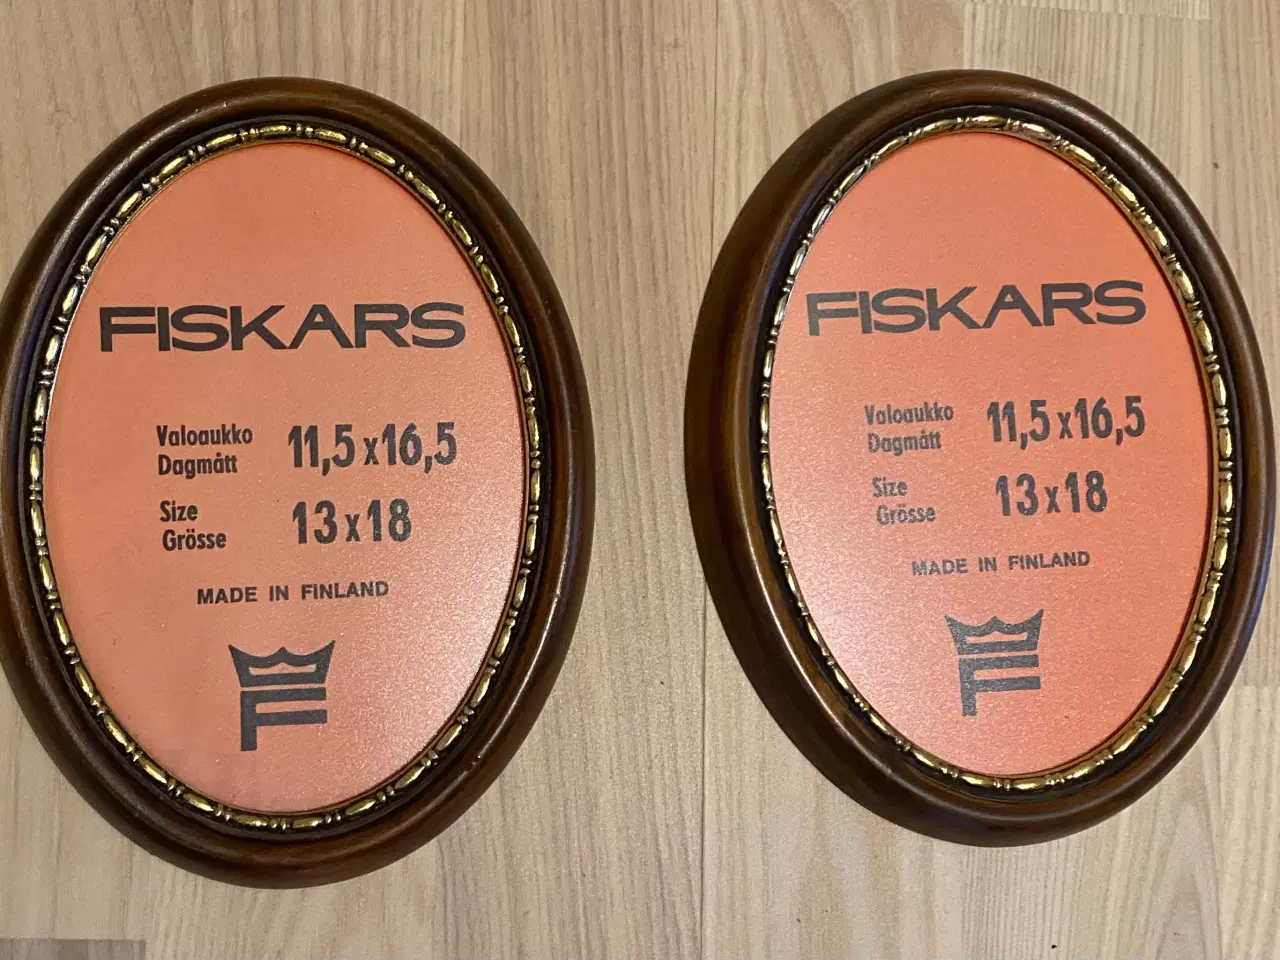 FISKARS
Valoaukko 11,5 x 16,5
Dagmått
Size 13 x 18
Grösse
MADE IN FINLAND
F
FISKARS
Valoaukko 11,5 x 16,5
Dagmått
Size 13 x 18
Grösse
MADE IN FINLAND
F